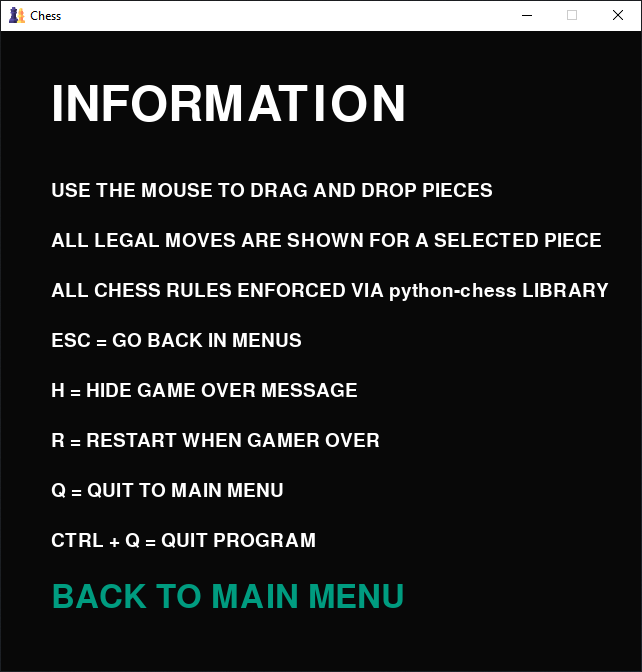 Chess
INFORMATION
USE THE MOUSE TO DRAG AND DROP PIECES
ALL LEGAL MOVES ARE SHOWN FOR A SELECTED PIECE
ALL CHESS RULES ENFORCED VIA python-chess LIBRARY
ESC = GO BACK IN MENUS
H = HIDE GAME OVER MESSAGE
R = RESTART WHEN GAMER OVER
Q = QUIT TO MAIN MENU
CTRL + Q = QUIT PROGRAM
BACK TO MAIN MENU